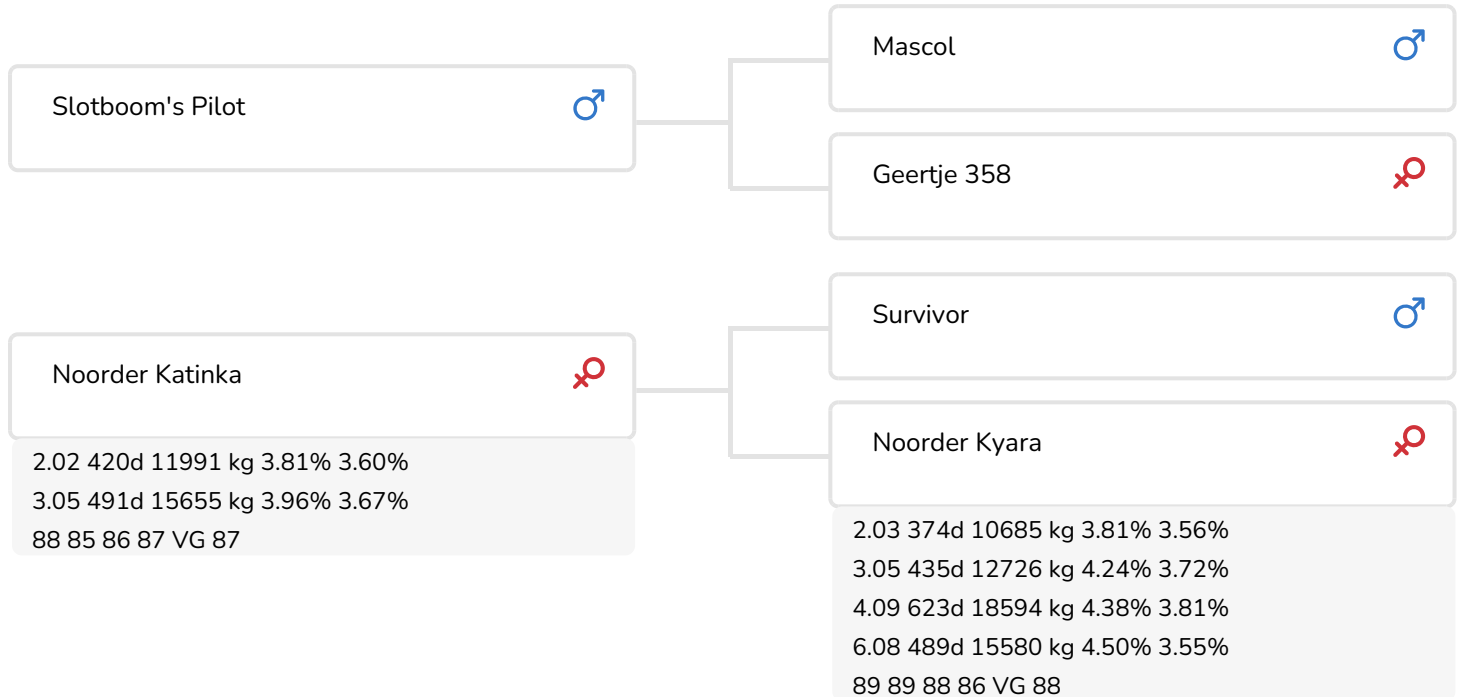 Slotboom's Pilot
Mascol
Geertje 358
Noorder Katinka
2.02 420d 11991 kg 3.81% 3.60%
3.05 491d 15655 kg 3.96% 3.67%
88 85 86 87 VG 87
Survivor
Noorder Kyara
2.03 374d 10685 kg 3.81% 3.56%
3.05 435d 12726 kg 4.24% 3.72%
4.09 623d 18594 kg 4.38% 3.81%
6.08 489d 15580 kg 4.50% 3.55%
89 89 88 86 VG 88